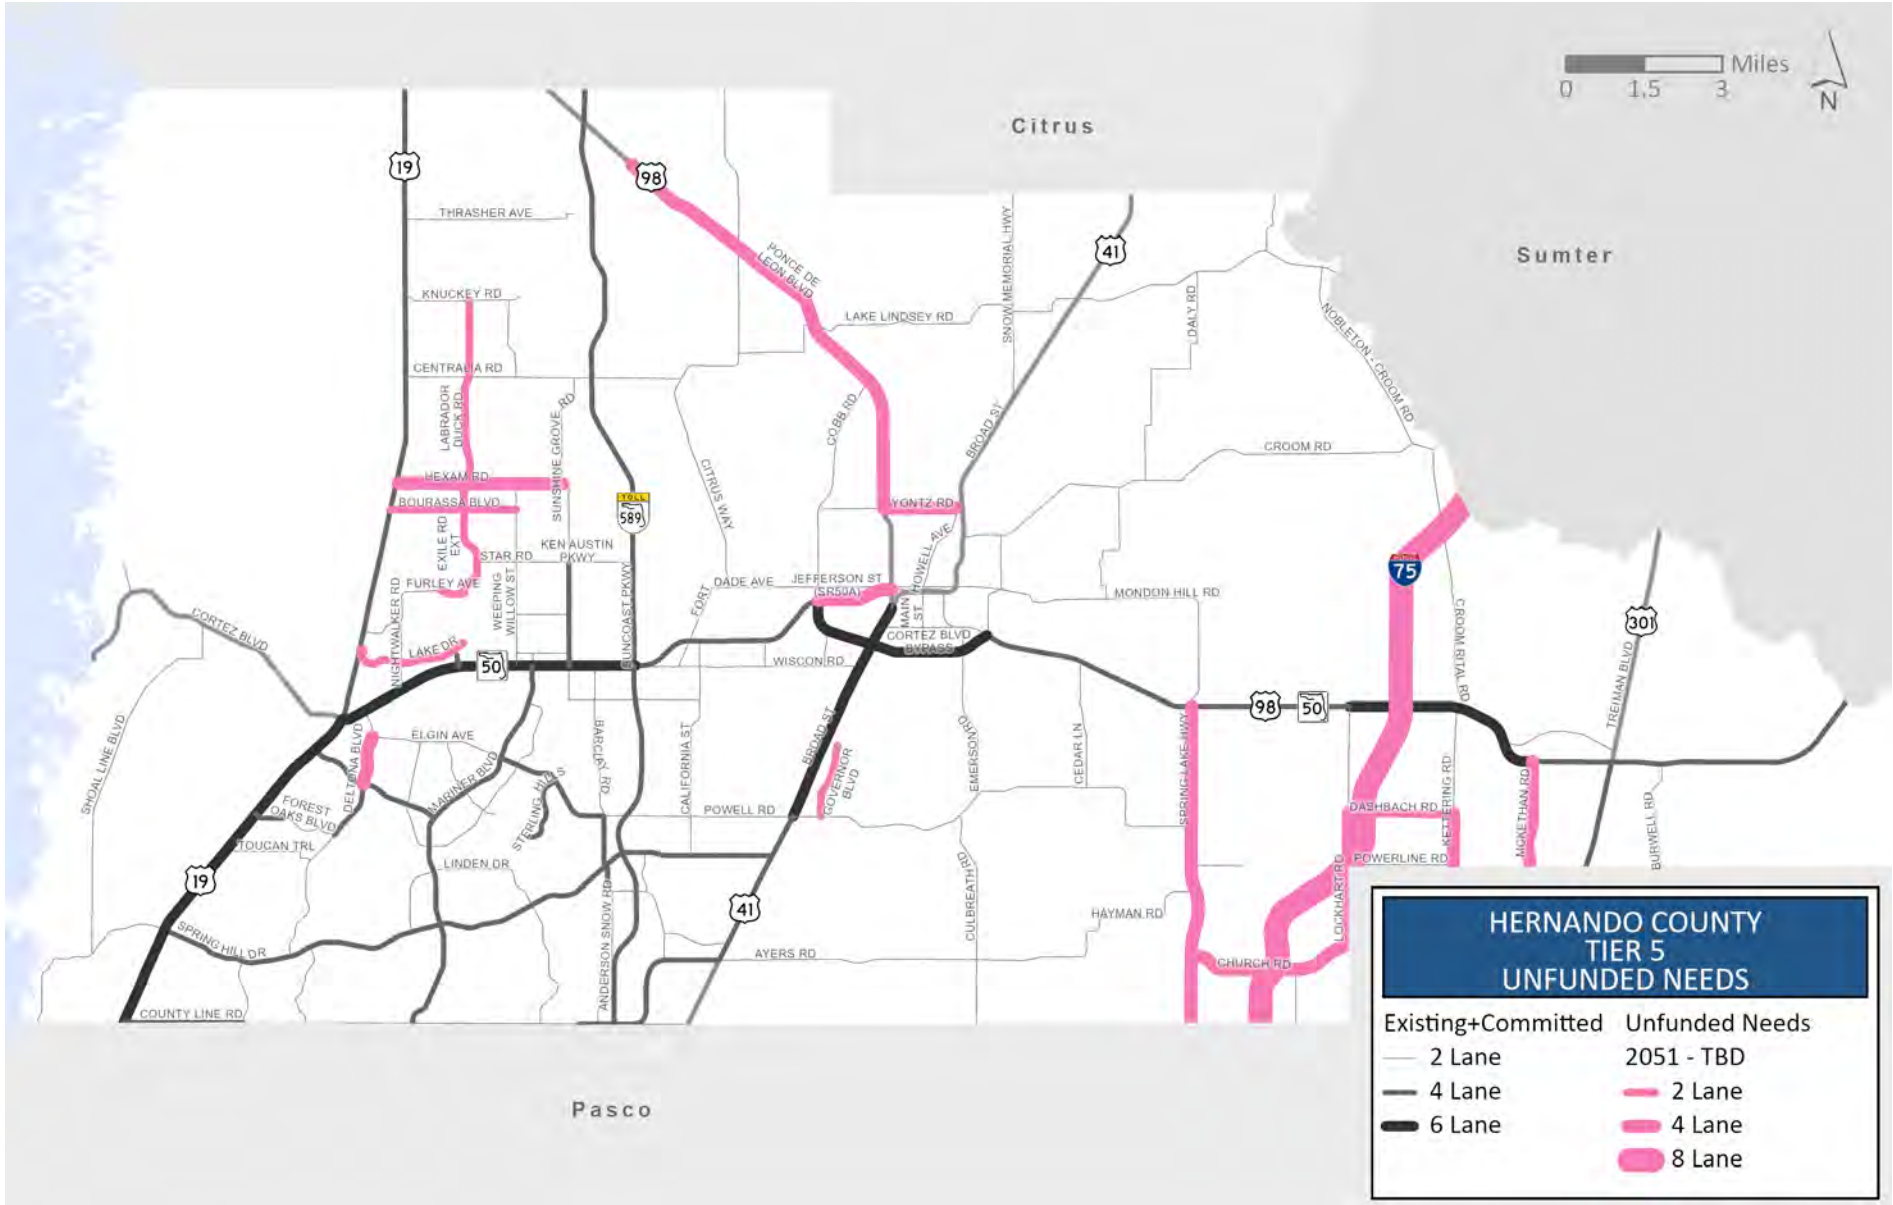 Miles
0 1.5 3
N
Citrus
19
98
THRASHER AVE
41
Sumter
PONCE DE
LEON BLVD
SNOW MEMORIAL HWY
KNUCKEY RD
LAKE LINDSEY RD
DALY RD
NOBLETON - CROOM RD
CENTRALIA RD
LABRADOR
DUCK RD
SUNSHINE GROVE RD
COBB RD
BROAD ST
CROOM RD
HEXAM RD
CITRUS WAY
BOURASSA BLVD
TOLL
589
YONTZ RD
EXILE RD
EXT
KEN AUSTIN
PKWY
STAR RD
HOWELL AVE
75
FURLEY AVE
WEEPING
WILLOW ST
FORT
DADE AVE
JEFFERSON ST
(SR50A)
MONDON HILL RD
NIGHTWALKER RD
SUNCOAST PKWY
MAIN
ST
CROOM RITAL RD
301
CORTEZ BLVD
LAKE DR
50
WISCON RD
CORTEZ BLVD
BYPASS
TREIMAN BLVD
98
50
SHOAL LINE BLVD
DELTONA BLVD
ELGIN AVE
BARCLAY RD
CALIFORNIA ST
BROAD ST
GOVERNOR
BLVD
EMERSON RD
CEDAR LN
SPRING LAKE HWY
MARINER BLVD
STERLING HILLS
FOREST
OAKS BLVD
POWELL RD
DASHBACH RD
KETTERING RD
MCKETHAN RD
BURWELL RD
TOUCAN TRL
LINDEN DR
POWERLINE RD
19
ANDERSON SNOW RD
41
CULBREATH RD
HAYMAN RD
LOCKHART RD
SPRING HILL DR
AYERS RD
CHURCH RD
COUNTY LINE RD
Pasco
HERNANDO COUNTY
TIER 5
UNFUNDED NEEDS
Existing+Committed
2 Lane
4 Lane
6 Lane
Unfunded Needs
2051 - TBD
2 Lane
4 Lane
8 Lane